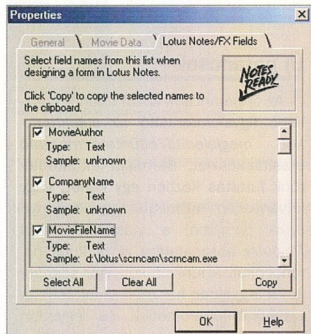 Properties
General
Movie Data
Lotus Notes/FX Fields
Select field names from this list when
designing a form in Lotus Notes.
Click 'Copy' to copy the selected names to
the clipboard.
NOTES
READY
MovieAuthor
Type: Text
Sample: unknown
CompanyName
Type: Text
Sample: unknown
MovieFileName
Type: Text
Sample: d:\lotus\scrncam\scrncam.exe
Select All
Clear All
Copy
OK
Help